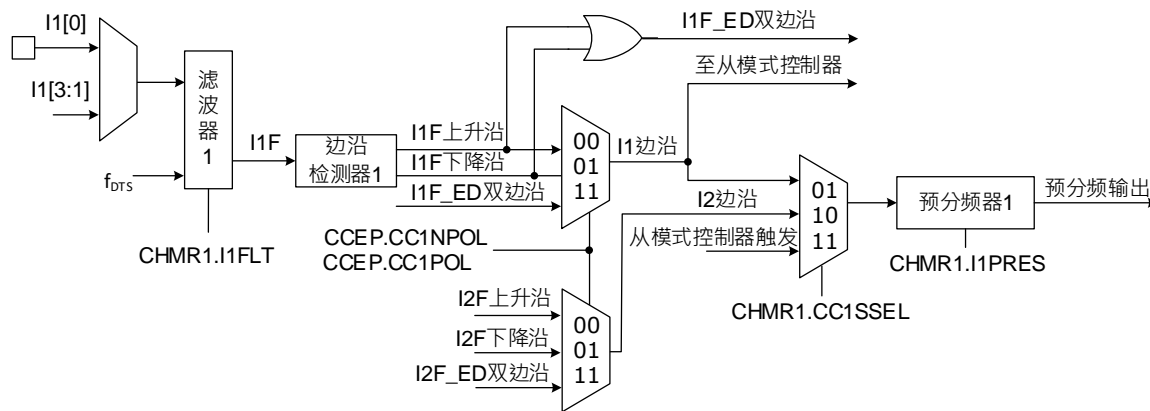 I1[0]
I1[3:1]
f_DTS
滤波器1
CHMR1.I1FLT
I1F
边沿
检测器1
I1F上升沿
I1F下降沿
I1F_ED双边沿
CCEP.CC1NPOL
CCEP.CC1POL
00
01
11
I1F_ED双边沿
至从模式控制器
I1边沿
I2F上升沿
I2F下降沿
I2F_ED双边沿
00
01
11
I2边沿
从模式控制器触发
01
10
11
CHMR1.CC1SSEL
预分频器1
CHMR1.I1PRES
预分频输出